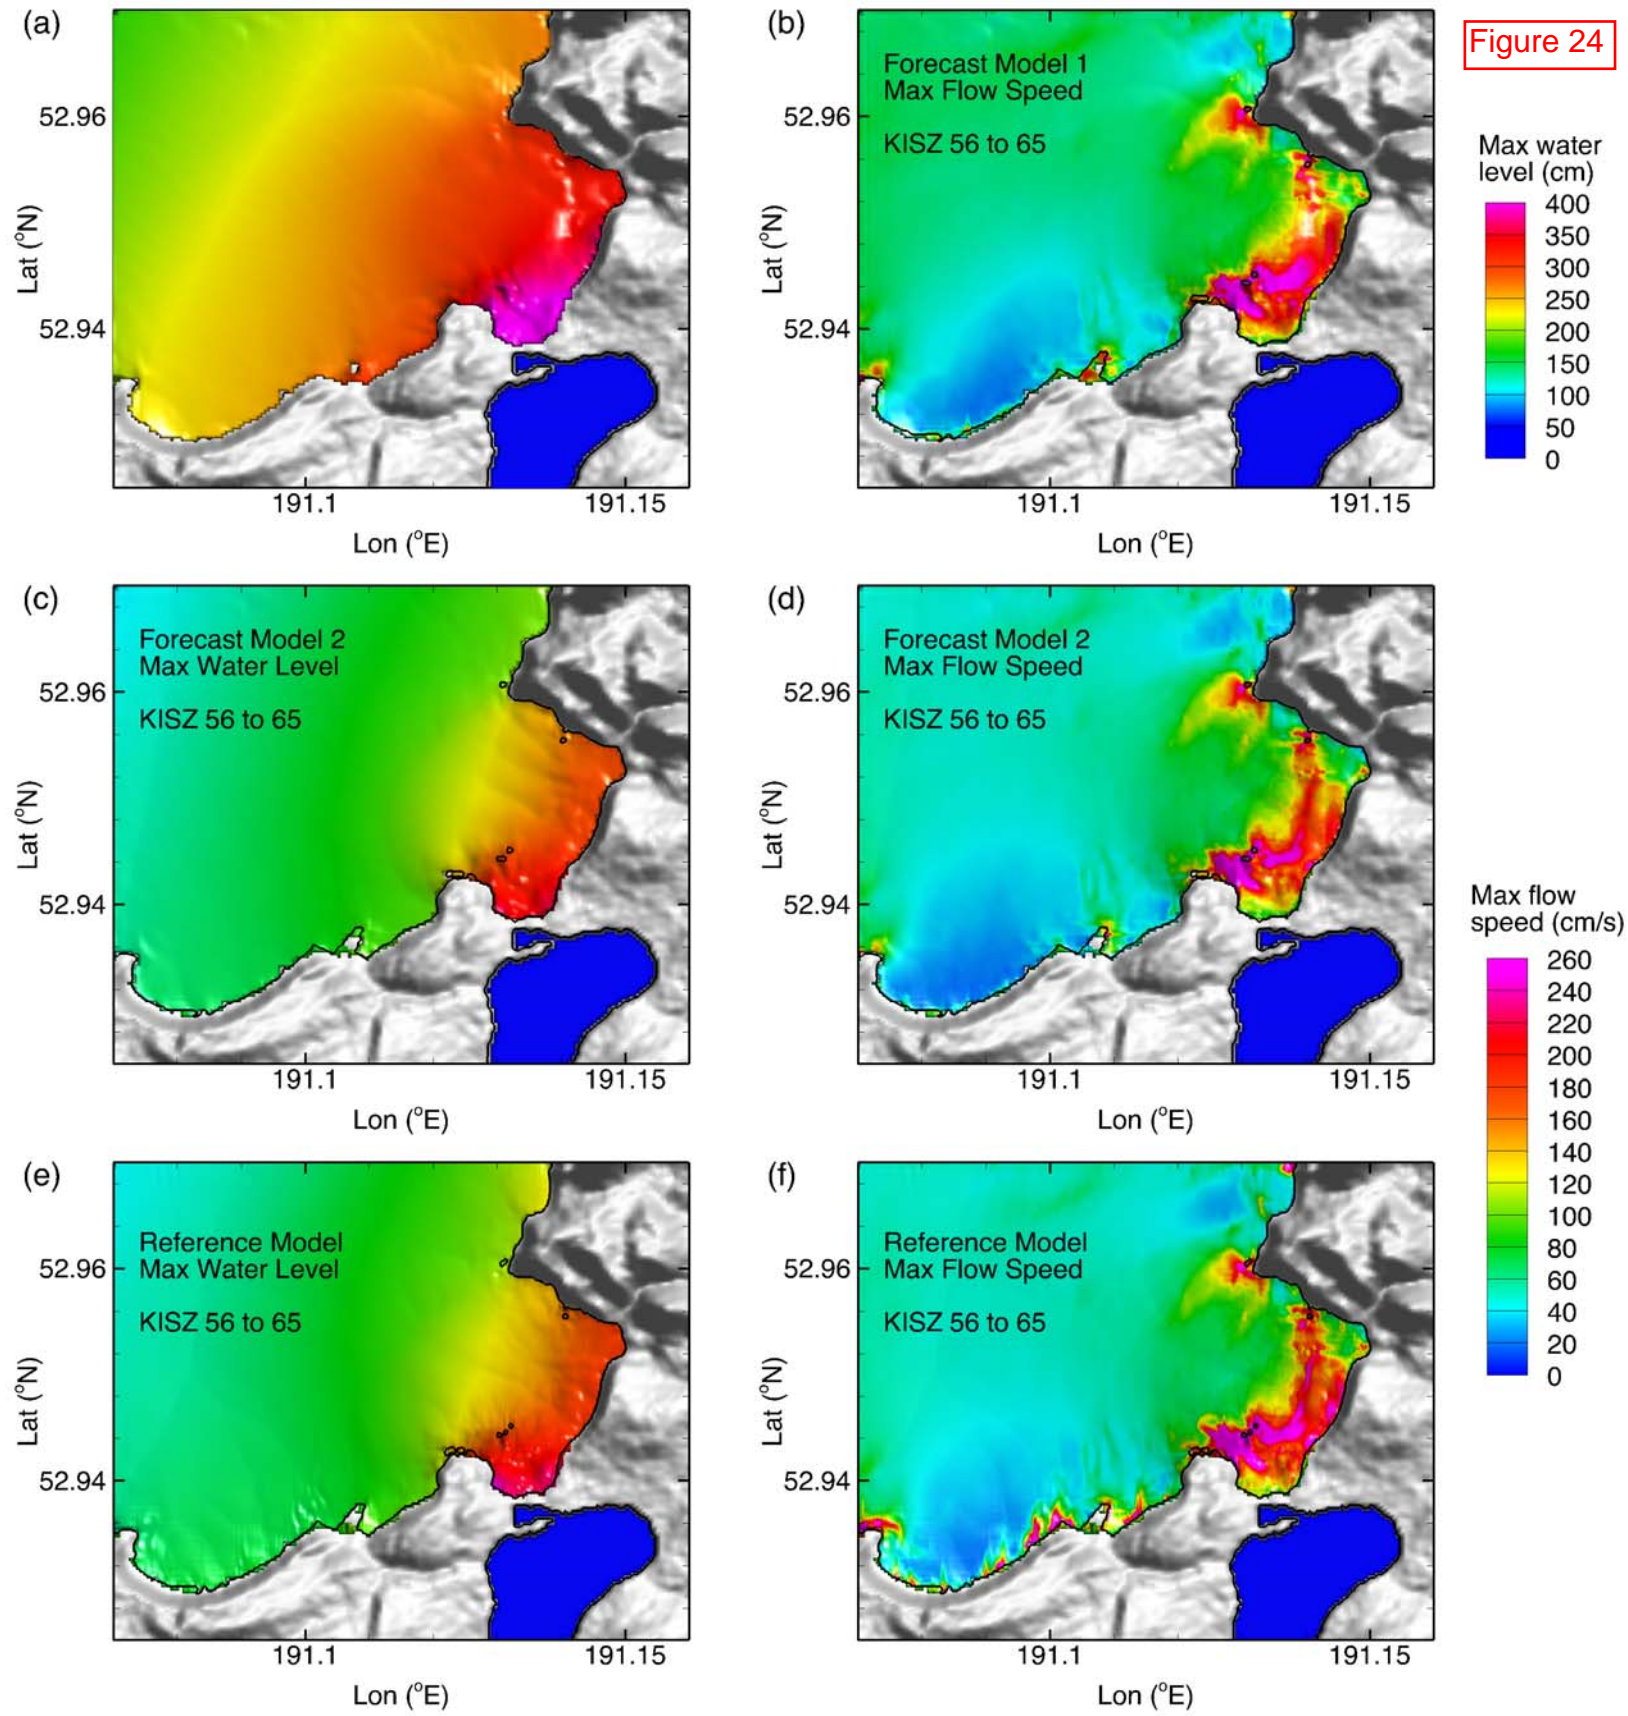 (a)
52.96
52.94
Lat (°N)
191.1
191.15
Lon (°E)
(b)
Forecast Model 1
Max Flow Speed
KISZ 56 to 65
52.96
52.94
Lat (°N)
191.1
191.15
Lon (°E)
Figure 24
Max water
level (cm)
400
350
300
250
200
150
100
50
0
(c)
Forecast Model 2
Max Water Level
KISZ 56 to 65
52.96
52.94
Lat (°N)
191.1
191.15
Lon (°E)
(d)
Forecast Model 2
Max Flow Speed
KISZ 56 to 65
52.96
52.94
Lat (°N)
191.1
191.15
Lon (°E)
Max flow
speed (cm/s)
260
240
220
200
180
160
140
120
100
80
60
40
20
0
(e)
Reference Model
Max Water Level
KISZ 56 to 65
52.96
52.94
Lat (°N)
191.1
191.15
Lon (°E)
(f)
Reference Model
Max Flow Speed
KISZ 56 to 65
52.96
52.94
Lat (°N)
191.1
191.15
Lon (°E)